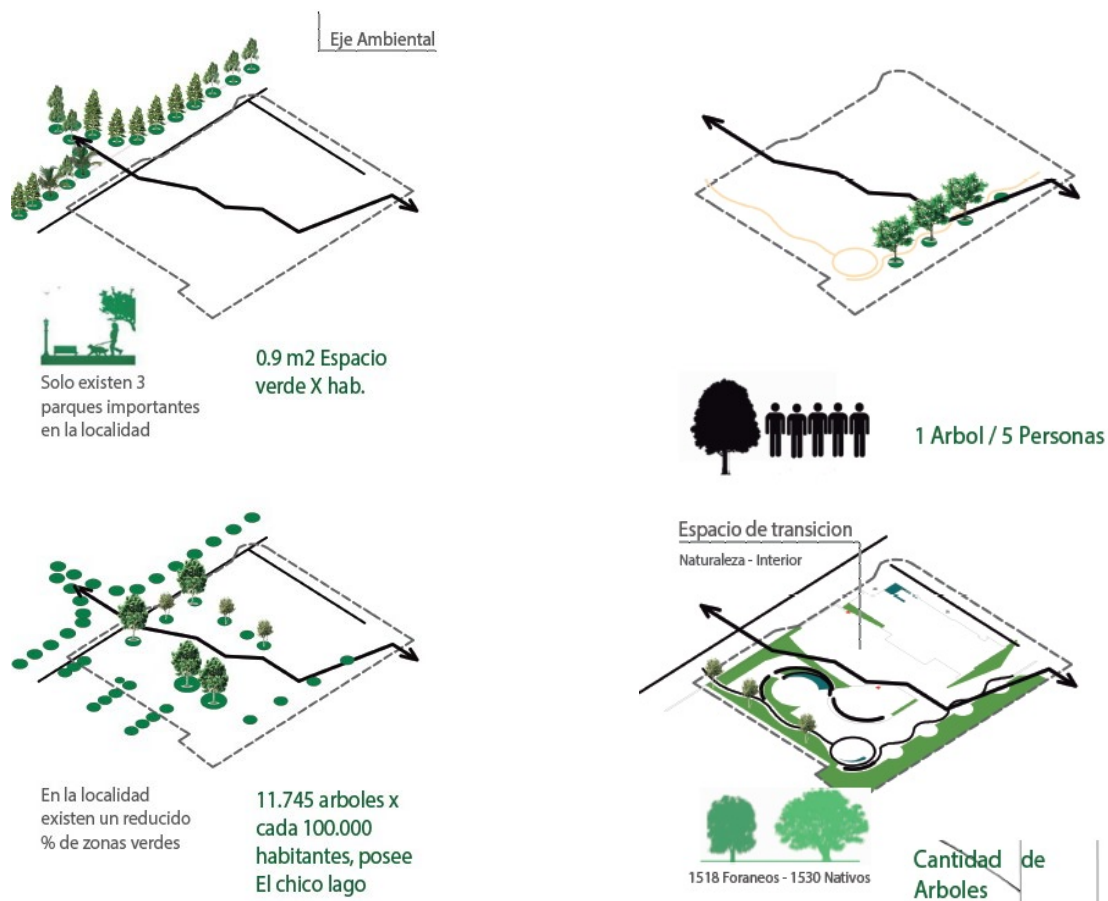 Eje Ambiental
Solo existen 3
parques importantes
en la localidad
0.9 m2 Espacio
verde X hab.
1 Arbol / 5 Personas
En la localidad
existen un reducido
% de zonas verdes
11.745 arboles x
cada 100.000
habitantes, posee
El chico lago
Espacio de transicion
Naturaleza - Interior
1518 Foraneos - 1530 Nativos
Cantidad de
Arboles